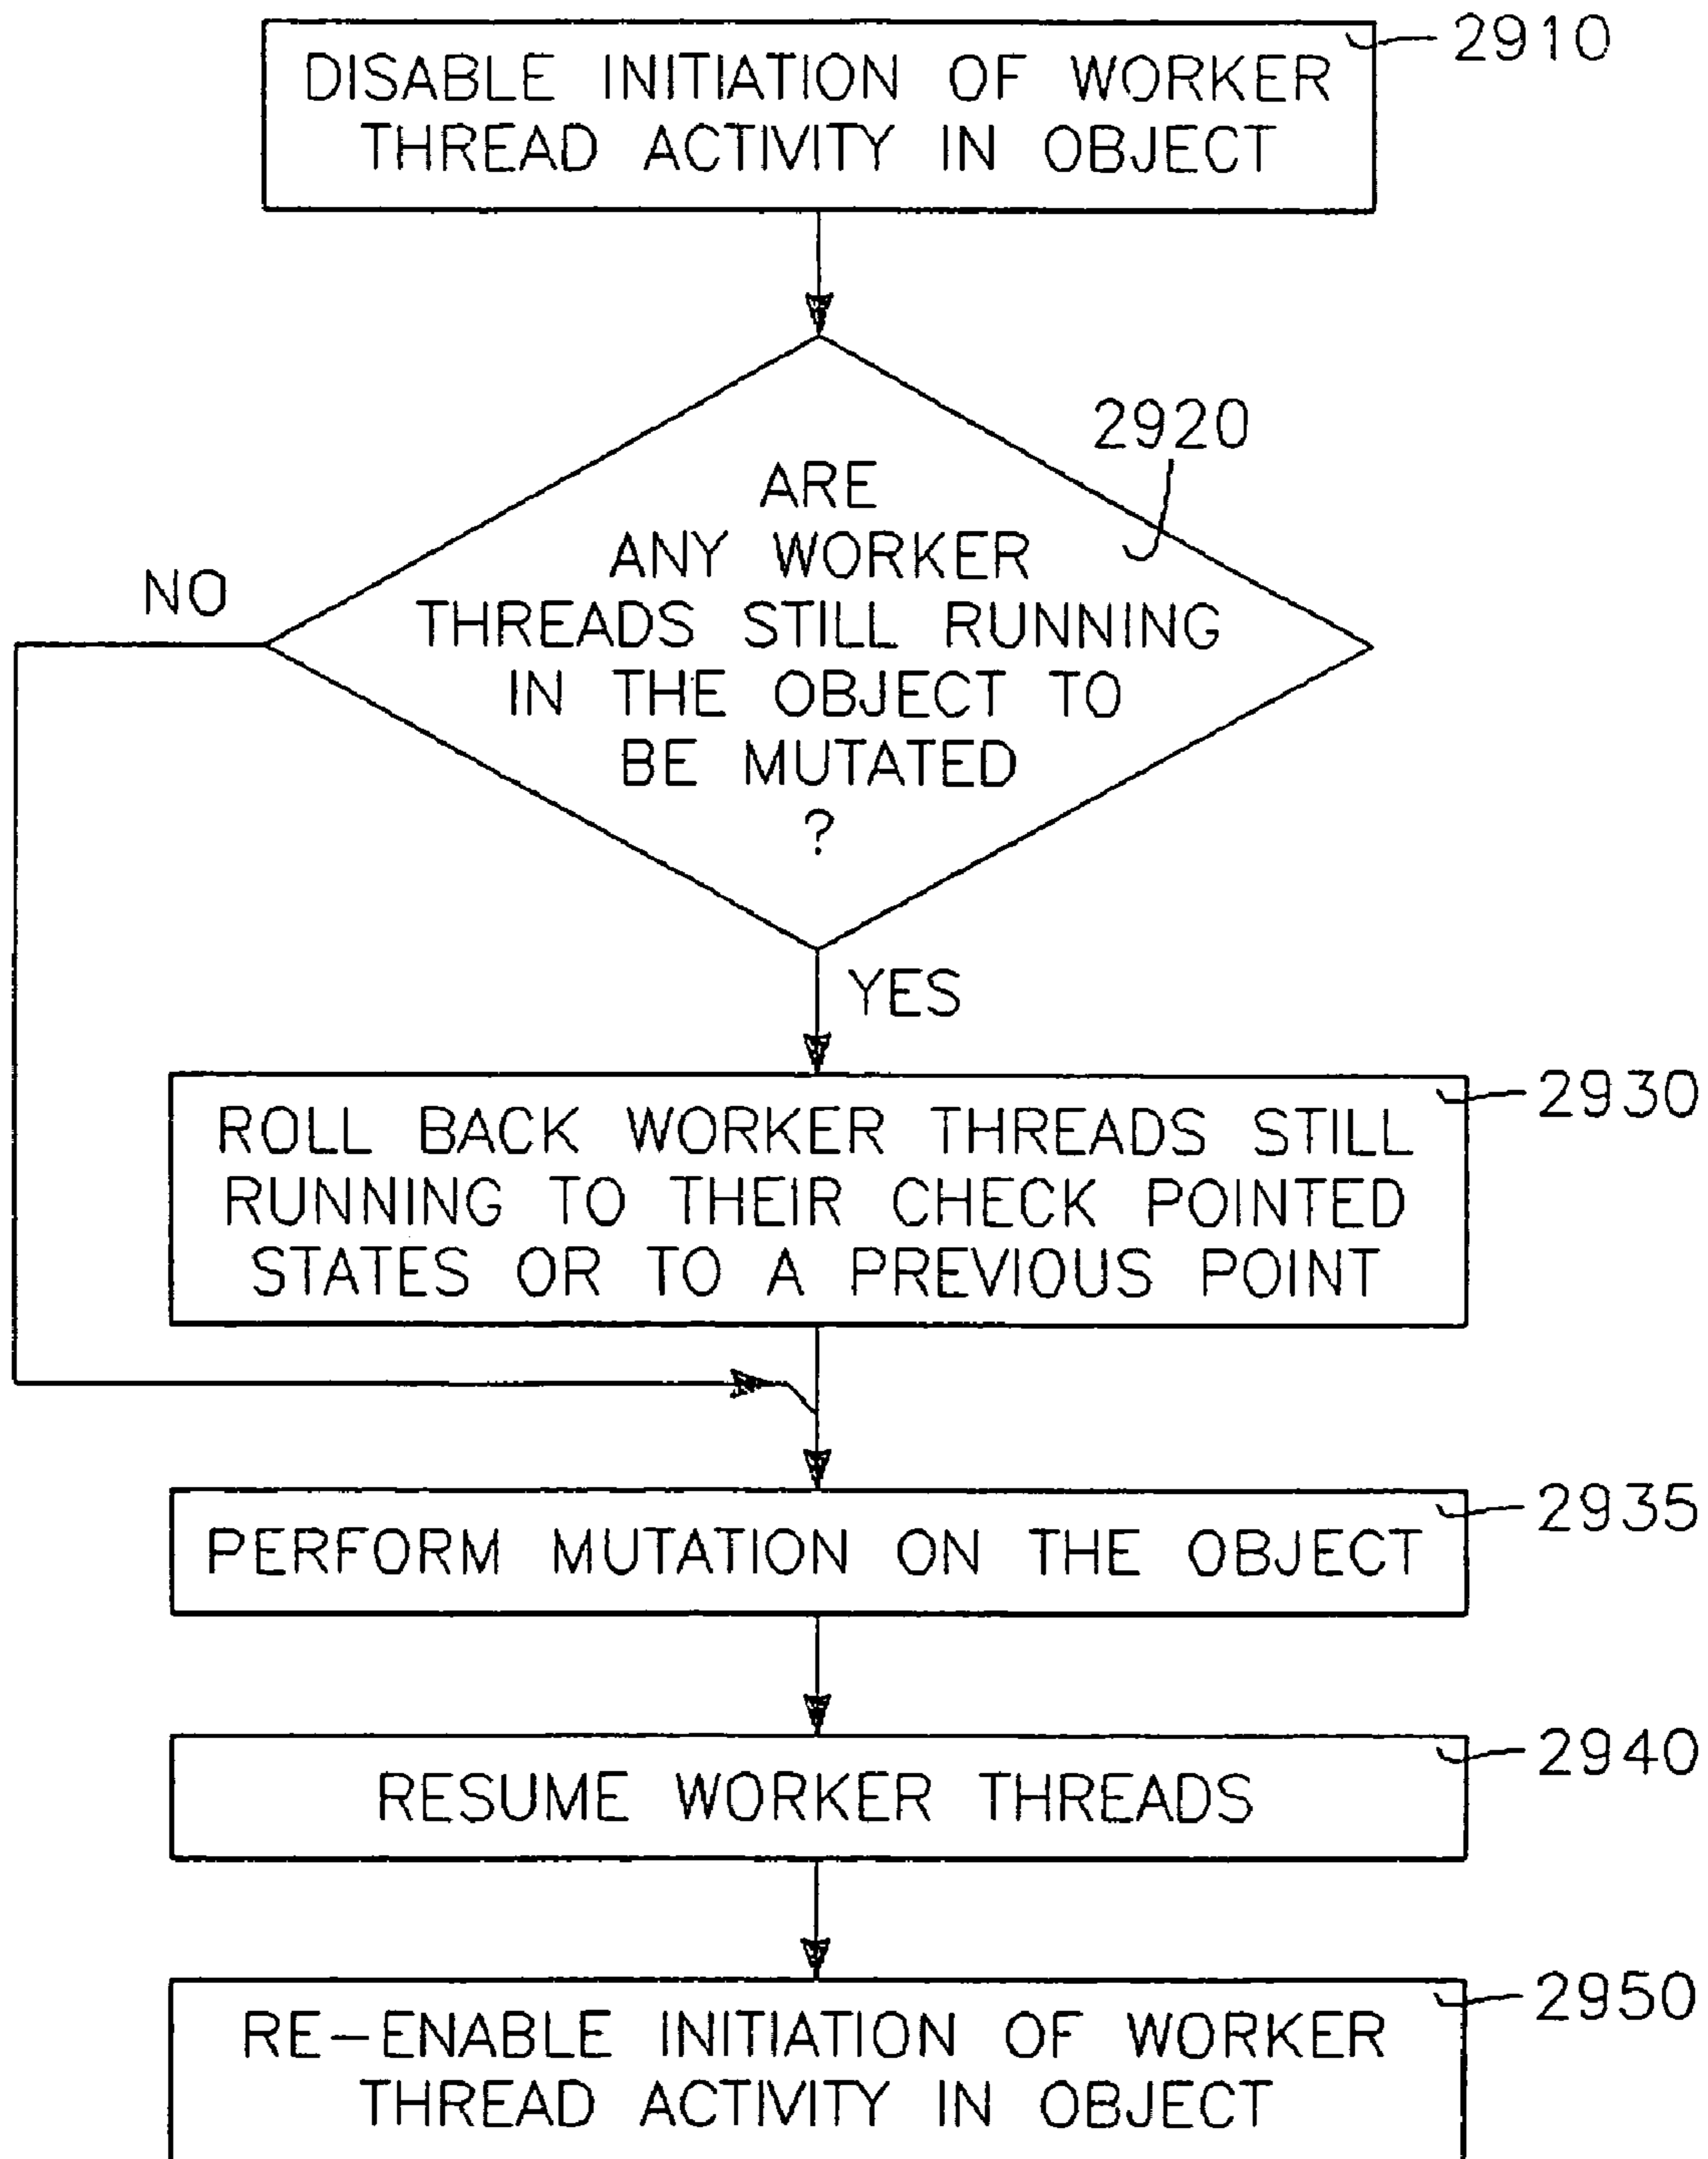 2910
DISABLE INITIATION OF WORKER
THREAD ACTIVITY IN OBJECT
2920
ARE
ANY WORKER
THREADS STILL RUNNING
IN THE OBJECT TO
BE MUTATED
?
NO
YES
2930
ROLL BACK WORKER THREADS STILL
RUNNING TO THEIR CHECK POINTED
STATES OR TO A PREVIOUS POINT
2935
PERFORM MUTATION ON THE OBJECT
2940
RESUME WORKER THREADS
2950
RE-ENABLE INITIATION OF WORKER
THREAD ACTIVITY IN OBJECT